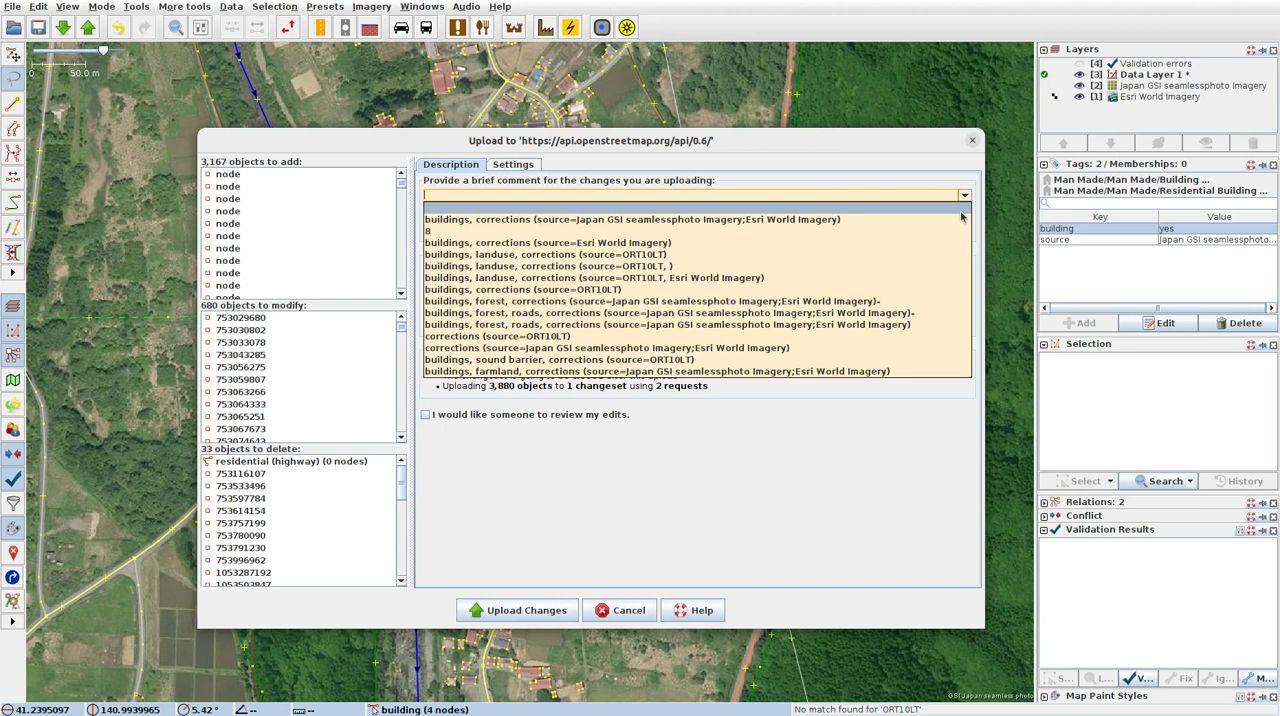 File Edit View Mode Tools More tools Data Selection Presets Imagery Windows Audio Help
0 50.0 m
Layers
[4] Validation errors
[3] Data Layer 1 *
[2] Japan GSI seamlessphoto Imagery
[1] Esri World Imagery
Upload to 'https://api.openstreetmap.org/api/0.6/'
3,167 objects to add:
node
node
node
node
node
node
node
node
node
node
node
680 objects to modify:
753029680
753030802
753033078
753043285
753056275
753059807
753063266
753064333
753065251
753067673
753074643
33 objects to delete:
residential (highway) (0 nodes)
753116107
753533496
753597784
753614154
753757199
753780090
753791230
753996962
1053287192
1053503847
Description Settings
Provide a brief comment for the changes you are uploading:
buildings, corrections (source=Japan GSI seamlessphoto Imagery;Esri World Imagery)
8
buildings, corrections (source=Esri World Imagery)
buildings, landuse, corrections (source=ORT10LT)
buildings, landuse, corrections (source=ORT10LT, )
buildings, landuse, corrections (source=ORT10LT, Esri World Imagery)
buildings, corrections (source=ORT10LT)
buildings, forest, corrections (source=Japan GSI seamlessphoto Imagery;Esri World Imagery)-
buildings, forest, roads, corrections (source=Japan GSI seamlessphoto Imagery;Esri World Imagery)-
buildings, forest, roads, corrections (source=Japan GSI seamlessphoto Imagery;Esri World Imagery)
corrections (source=ORT10LT)
corrections (source=Japan GSI seamlessphoto Imagery;Esri World Imagery)
buildings, sound barrier, corrections (source=ORT10LT)
buildings, farmland, corrections (source=Japan GSI seamlessphoto Imagery;Esri World Imagery)
Uploading 3,880 objects to 1 changeset using 2 requests
I would like someone to review my edits.
Upload Changes Cancel Help
Tags: 2 / Memberships: 0
Man Made/Man Made/Building ...
Man Made/Man Made/Residential Building ...
Key Value
building yes
source Japan GSI seamlessphoto...
Add Edit Delete
Selection
Select Search History
Relations: 2
Conflict
Validation Results
S... L... V... Fix Ig... M...
Map Paint Styles
GSI Japan seamless photo
41.2395097 140.9939965 5.42 ° -- -- building (4 nodes) No match found for 'ORT10LT'